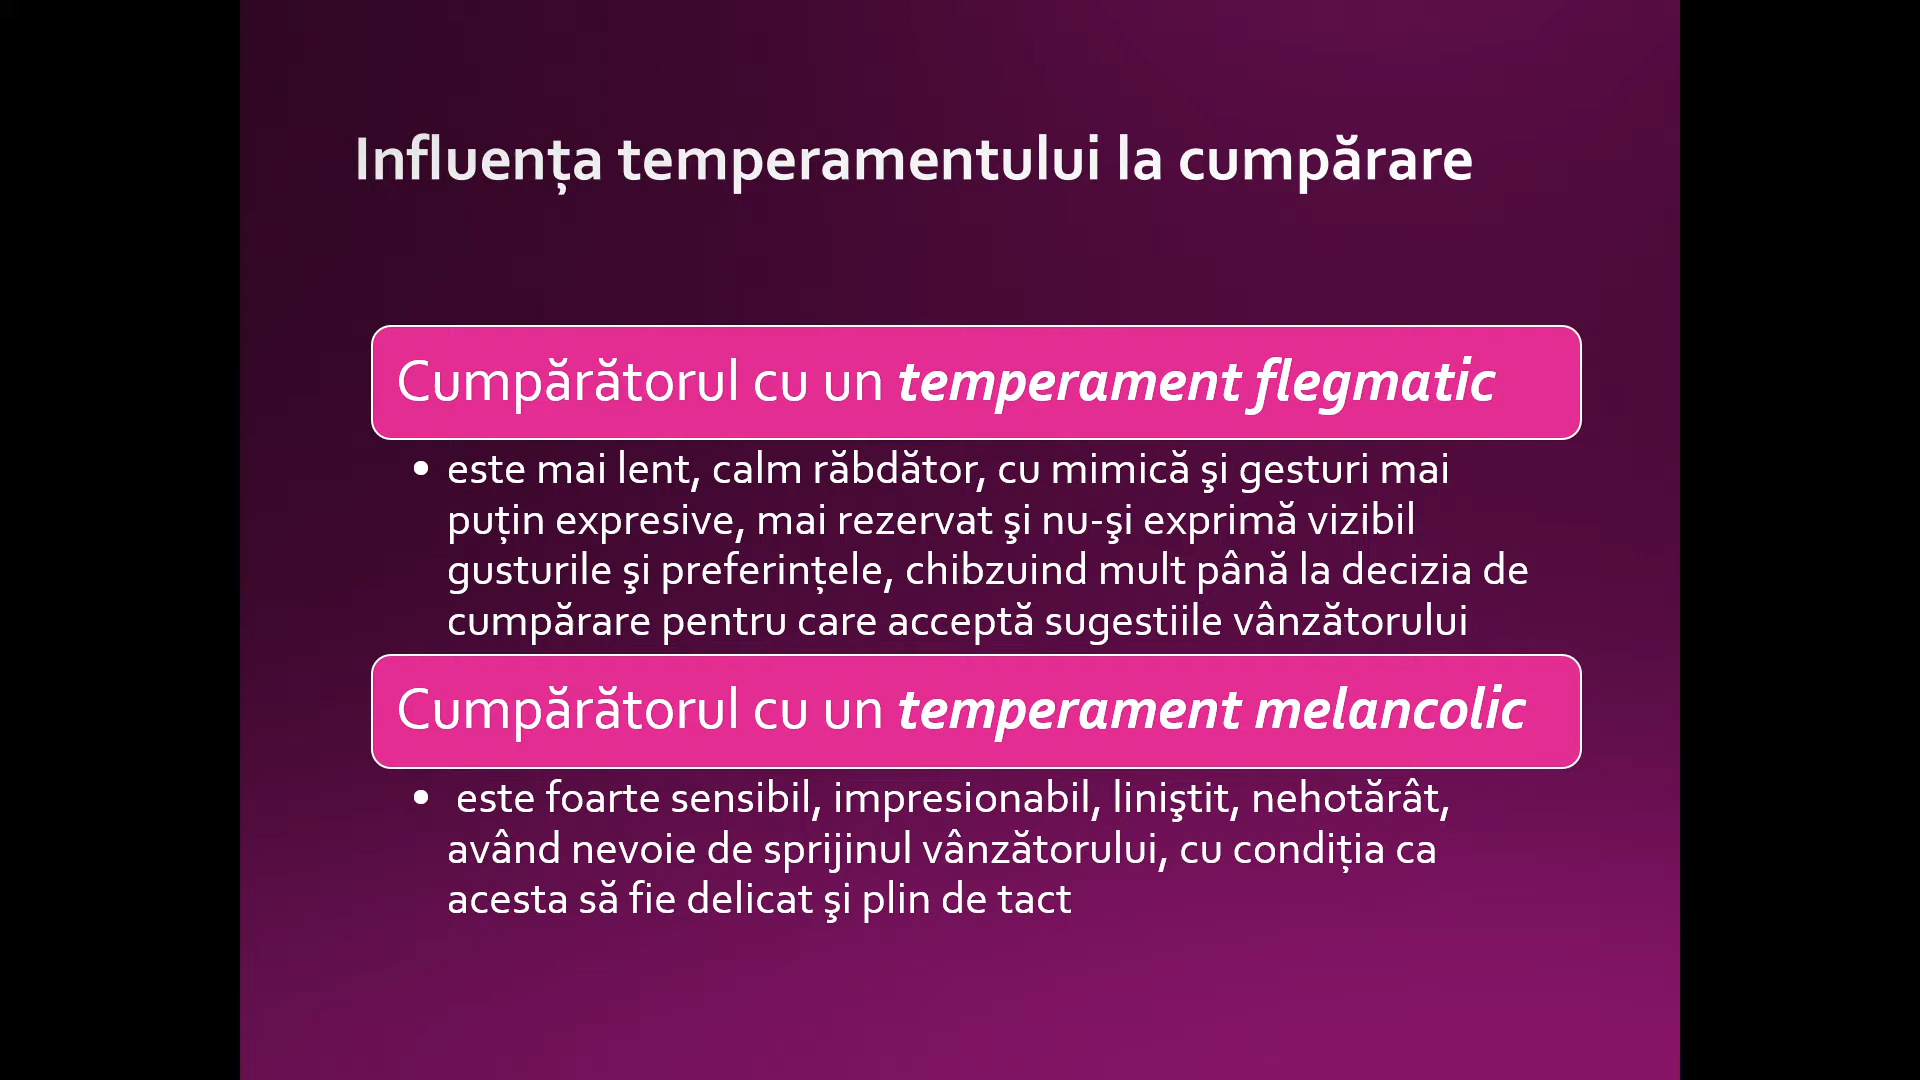 Influența temperamentului la cumpărare
Cumpărătorul cu un temperament flegmatic
• este mai lent, calm răbdător, cu mimică şi gesturi mai
puțin expresive, mai rezervat şi nu-şi exprimă vizibil
gusturile şi preferințele, chibzuind mult până la decizia de
cumpărare pentru care acceptă sugestiile vânzătorului
Cumpărătorul cu un temperament melancolic
• este foarte sensibil, impresionabil, liniştit, nehotărât,
având nevoie de sprijinul vânzătorului, cu condiția ca
acesta să fie delicat şi plin de tact